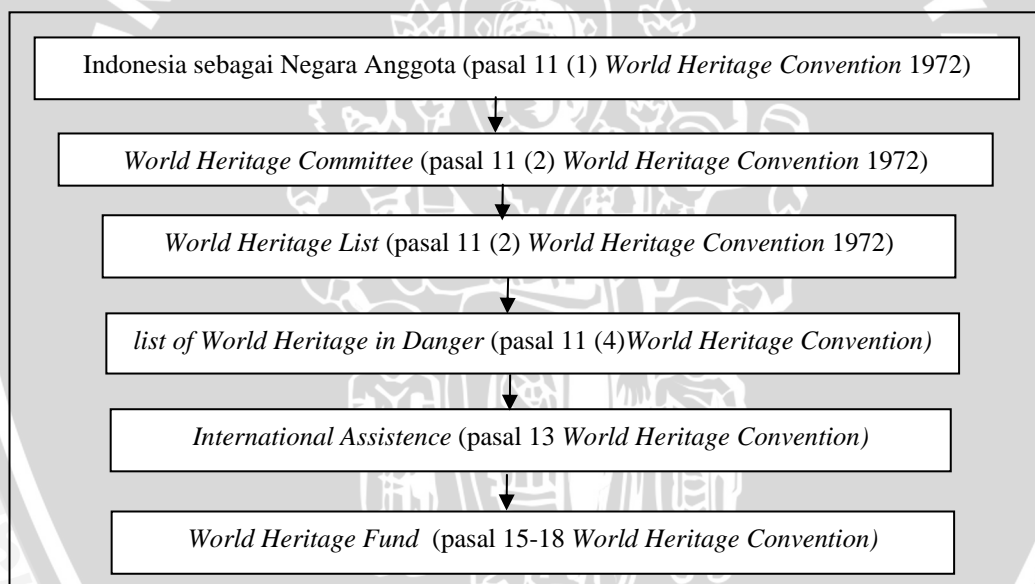 Indonesia sebagai Negara Anggota (pasal 11 (1) World Heritage Convention 1972)
World Heritage Committee (pasal 11 (2) World Heritage Convention 1972)
World Heritage List (pasal 11 (2) World Heritage Convention 1972)
list of World Heritage in Danger (pasal 11 (4)World Heritage Convention)
International Assistence (pasal 13 World Heritage Convention)
World Heritage Fund (pasal 15-18 World Heritage Convention)